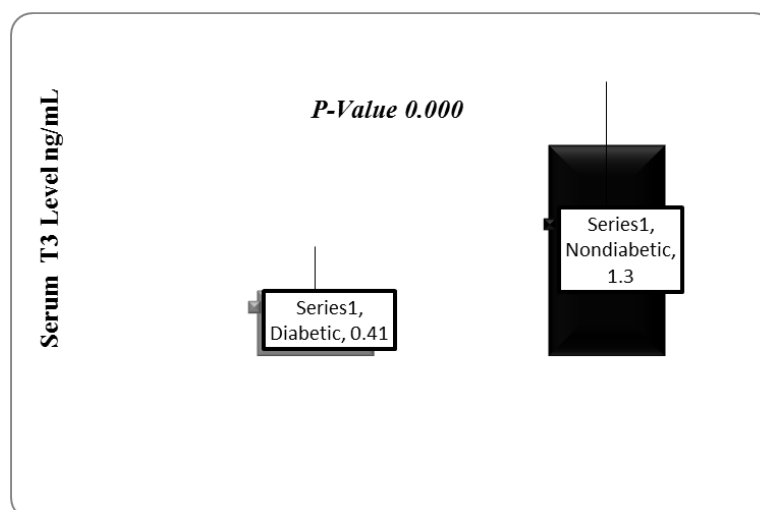 Serum T3 Level ng/mL
P-Value 0.000
Series1,
Diabetic, 0.41
Series1,
Nondiabetic,
1.3